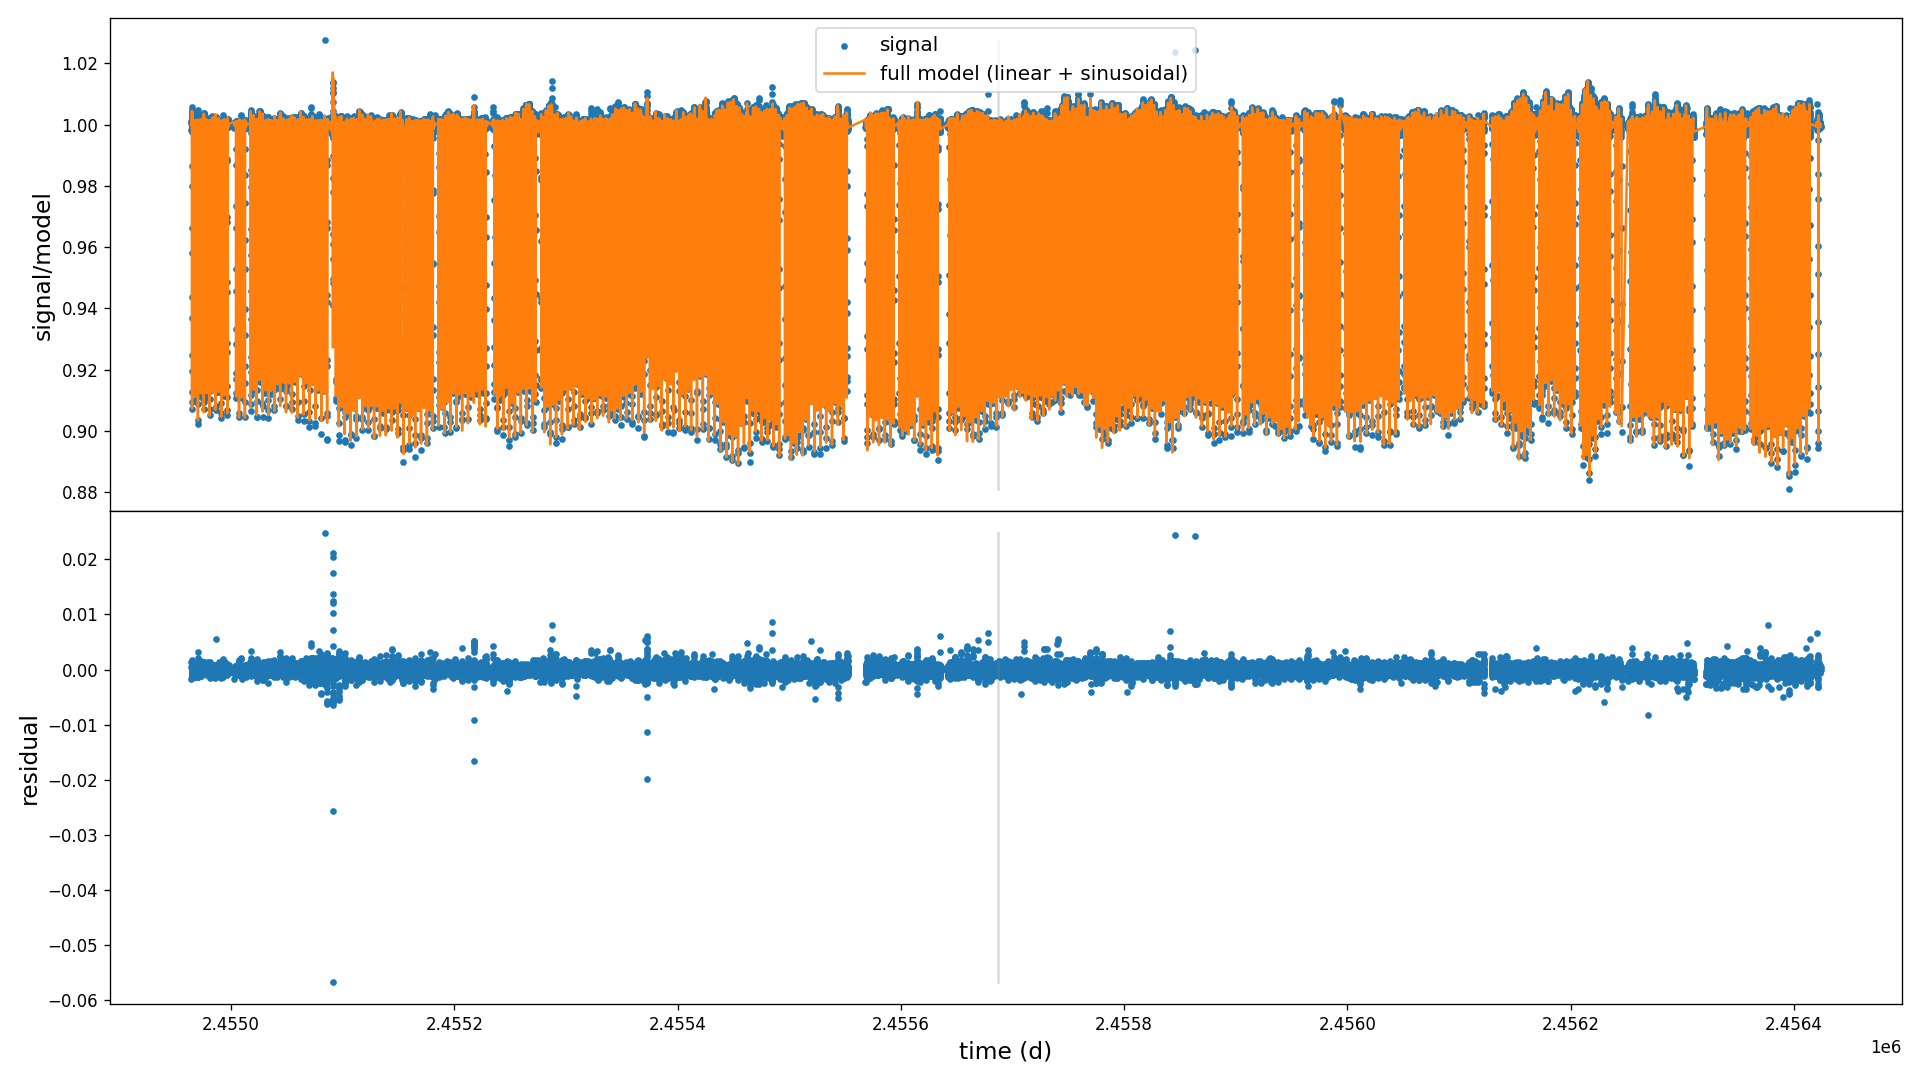 signal
full model (linear + sinusoidal)
signal/model
1.02
1.00
0.98
0.96
0.94
0.92
0.90
0.88
residual
0.02
0.01
0.00
−0.01
−0.02
−0.03
−0.04
−0.05
−0.06
2.4550 2.4552 2.4554 2.4556 2.4558 2.4560 2.4562 2.4564
1e6
time (d)